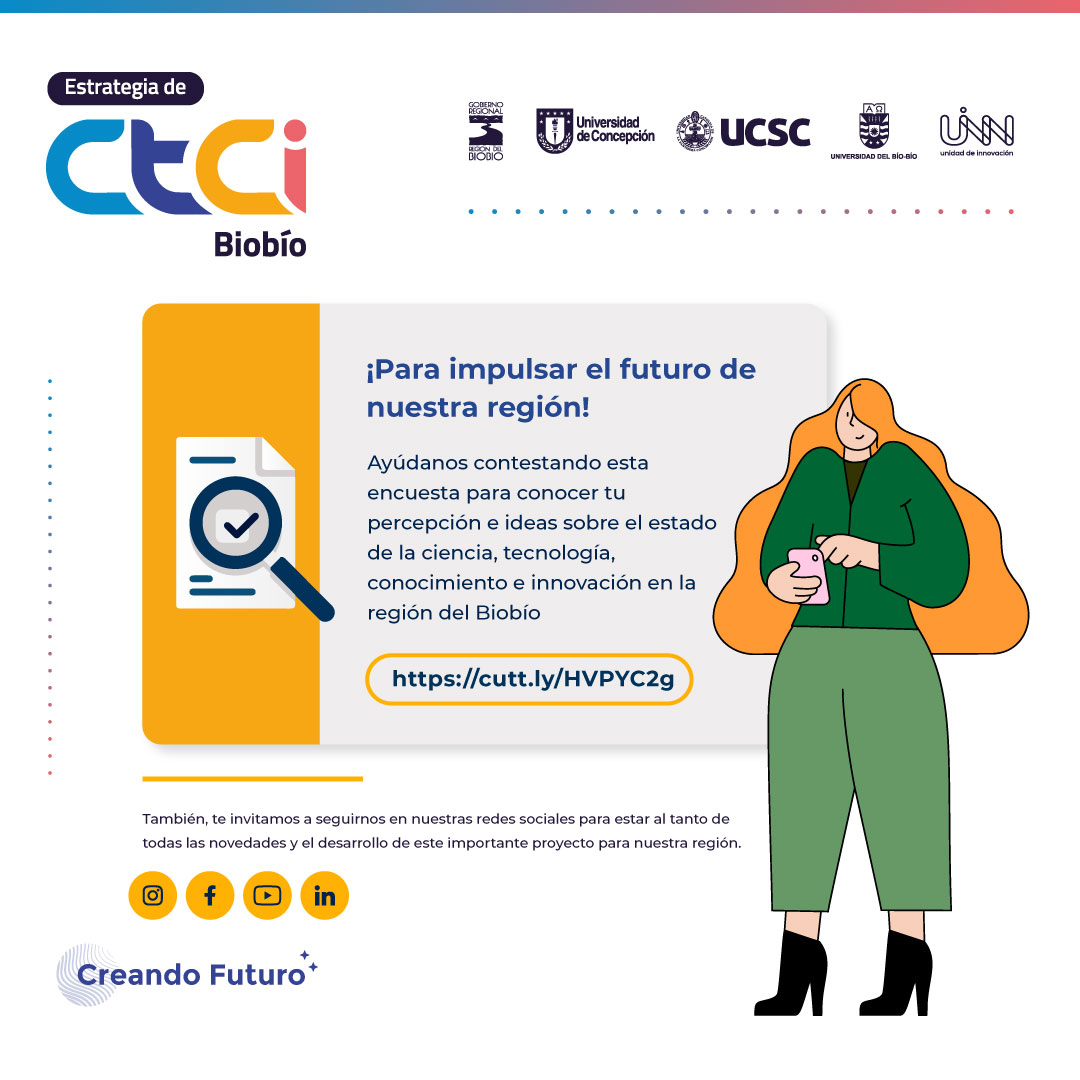 Estrategia de
CtCi
Biobío
GOBIERNO
REGIONAL
REGIÓN DEL
BIOBÍO
Universidad
de Concepción
UCSC
ΑΩ
UNIVERSIDAD DEL BÍO-BÍO
UINN
unidad de innovación
¡Para impulsar el futuro de
nuestra región!
Ayúdanos contestando esta
encuesta para conocer tu
percepción e ideas sobre el estado
de la ciencia, tecnología,
conocimiento e innovación en la
región del Biobío
https://cutt.ly/HVPYC2g
También, te invitamos a seguirnos en nuestras redes sociales para estar al tanto de
todas las novedades y el desarrollo de este importante proyecto para nuestra región.
f
in
Creando Futuro